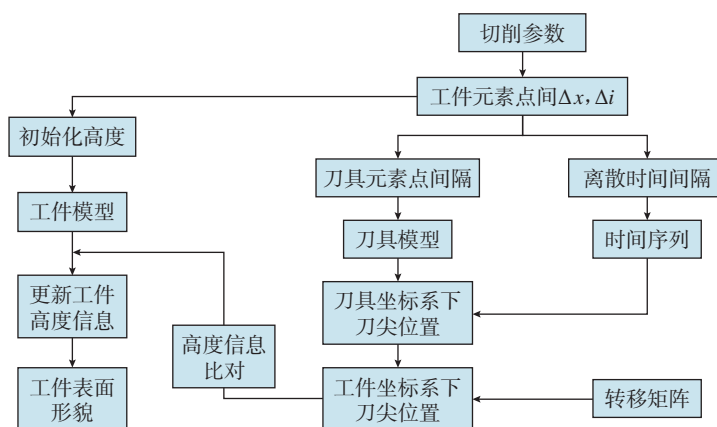 切削参数
工件元素点间Δx,Δi
初始化高度
刀具元素点间隔
离散时间间隔
工件模型
刀具模型
时间序列
更新工件
高度信息
刀具坐标系下
刀尖位置
高度信息
比对
工件表面
形貌
工件坐标系下
刀尖位置
转移矩阵